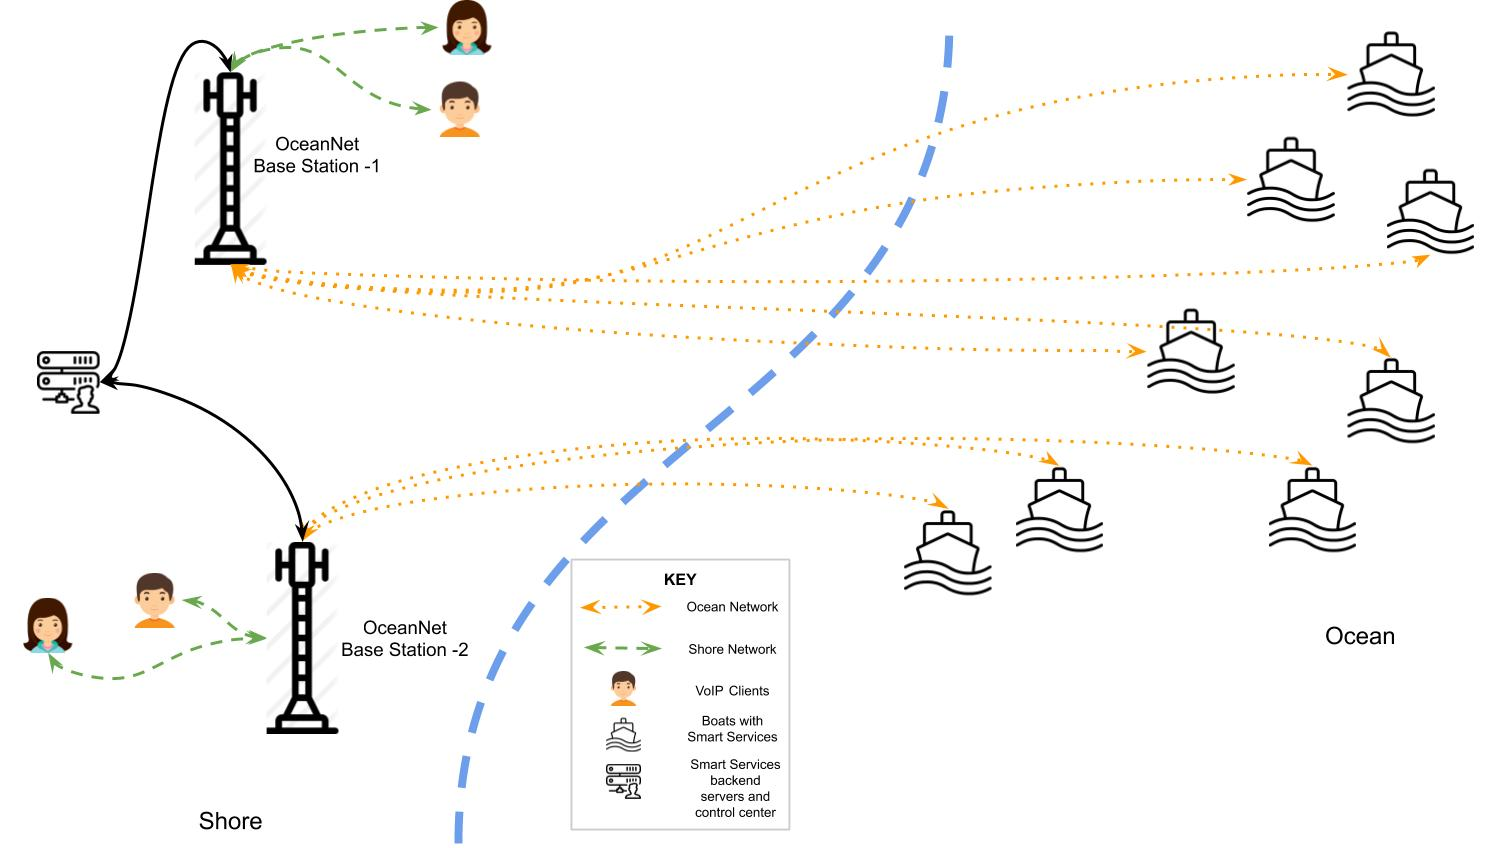 OceanNet
Base Station -1
OceanNet
Base Station -2
KEY
Ocean Network
Shore Network
VoIP Clients
Boats with
Smart Services
Smart Services
backend
servers and
control center
Ocean
Shore